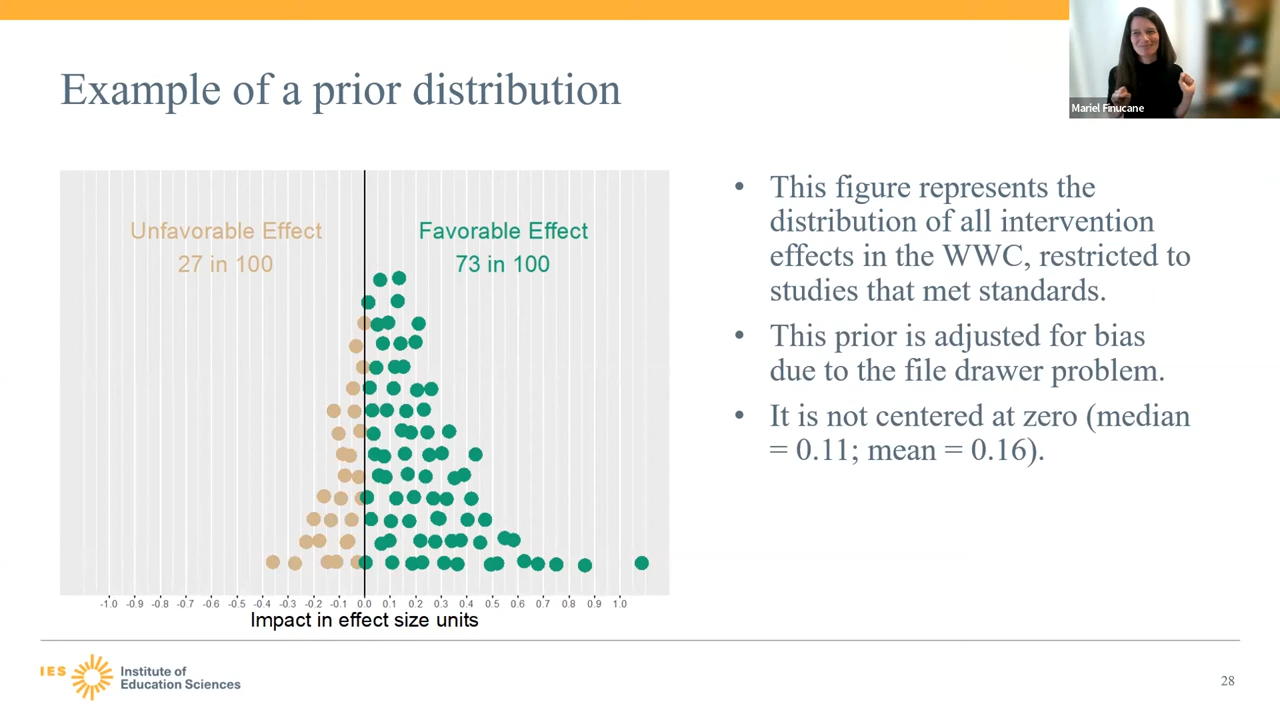 Example of a prior distribution
Mariel Finucane
Unfavorable Effect
27 in 100
Favorable Effect
73 in 100
-1.0 -0.9 -0.8 -0.7 -0.6 -0.5 -0.4 -0.3 -0.2 -0.1 0.0 0.1 0.2 0.3 0.4 0.5 0.6 0.7 0.8 0.9 1.0
Impact in effect size units
• This figure represents the
distribution of all intervention
effects in the WWC, restricted to
studies that met standards.
• This prior is adjusted for bias
due to the file drawer problem.
• It is not centered at zero (median
= 0.11; mean = 0.16).
IES
Institute of
Education Sciences
28